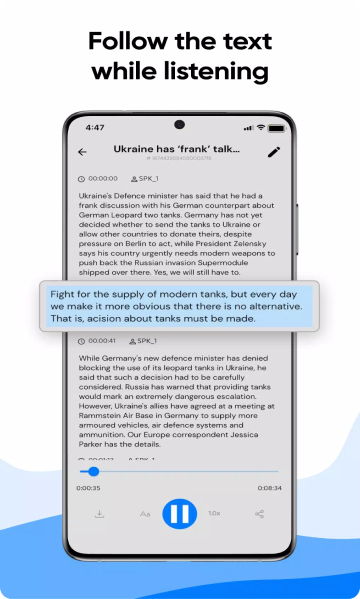 Follow the text
while listening
4:47
Ukraine has ‘frank’ talk...
00:00:00 SPK_1
Ukraine's Defence minister has said that he had a
frank discussion with his German counterpart about
German Leopard two tanks. Germany has not yet
decided whether to send the tanks to Ukraine or
allow other countries to donate theirs, despite
pressure on Berlin to act, while President Zelensky
says his country urgently needs modern weapons to
push back the Russian invasion Supermodule
shipped over there. Yes, we will still have to.
Fight for the supply of modern tanks, but every day
we make it more obvious that there is no alternative.
That is, acision about tanks must be made.
00:00:41 SPK_1
While Germany's new defence minister has denied
blocking the use of its leopard tanks in Ukraine, he
said that such a decision had to be carefully
considered. Russia has warned that providing tanks
would mark an extremely dangerous escalation.
However, Ukraine's allies have agreed at a meeting at
Rammstein Air Base in Germany to supply more
armoured vehicles, air defence systems and
ammunition. Our Europe correspondent Jessica
Parker has the details.
0:00:35 0:08:34
Aa 1.0x